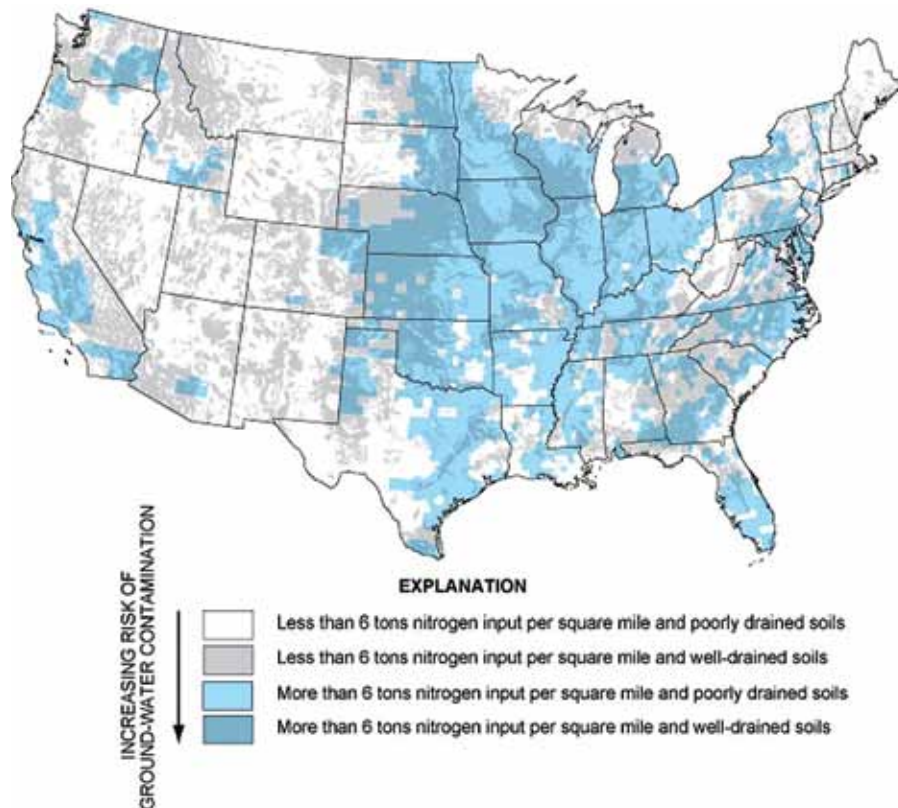 EXPLANATION
INCREASING RISK OF
GROUND-WATER CONTAMINATION
Less than 6 tons nitrogen input per square mile and poorly drained soils
Less than 6 tons nitrogen input per square mile and well-drained soils
More than 6 tons nitrogen input per square mile and poorly drained soils
More than 6 tons nitrogen input per square mile and well-drained soils